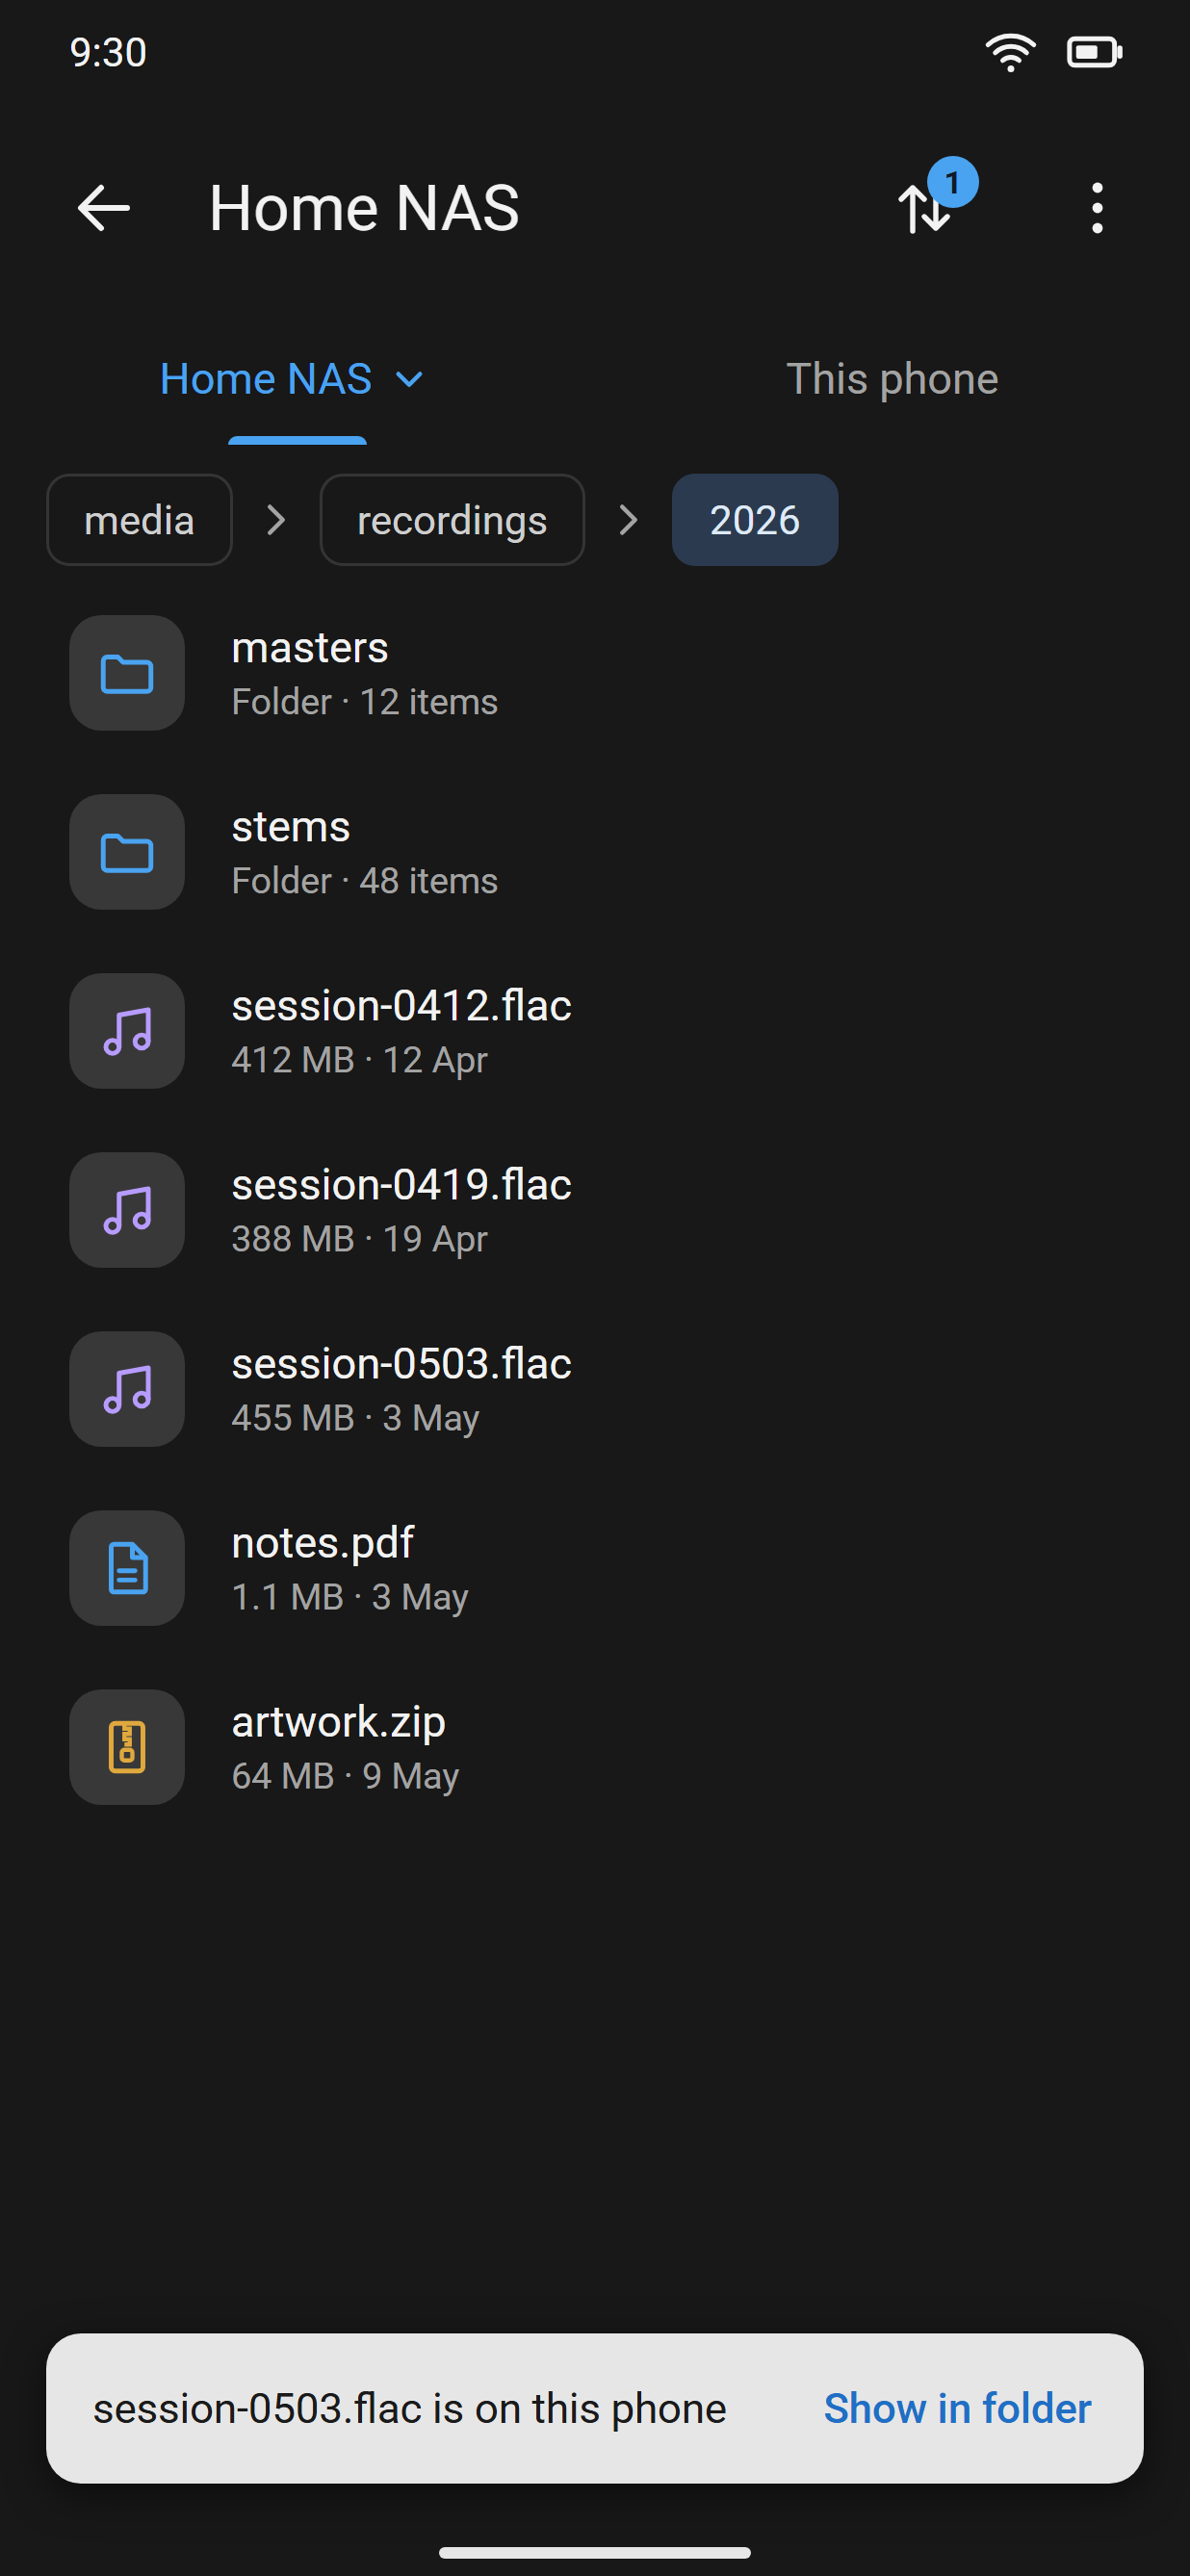 9:30
Home NAS
1
Home NAS
This phone
media
recordings
2026
masters
Folder · 12 items
stems
Folder · 48 items
session-0412.flac
412 MB · 12 Apr
session-0419.flac
388 MB · 19 Apr
session-0503.flac
455 MB · 3 May
notes.pdf
1.1 MB · 3 May
artwork.zip
64 MB · 9 May
session-0503.flac is on this phone
Show in folder